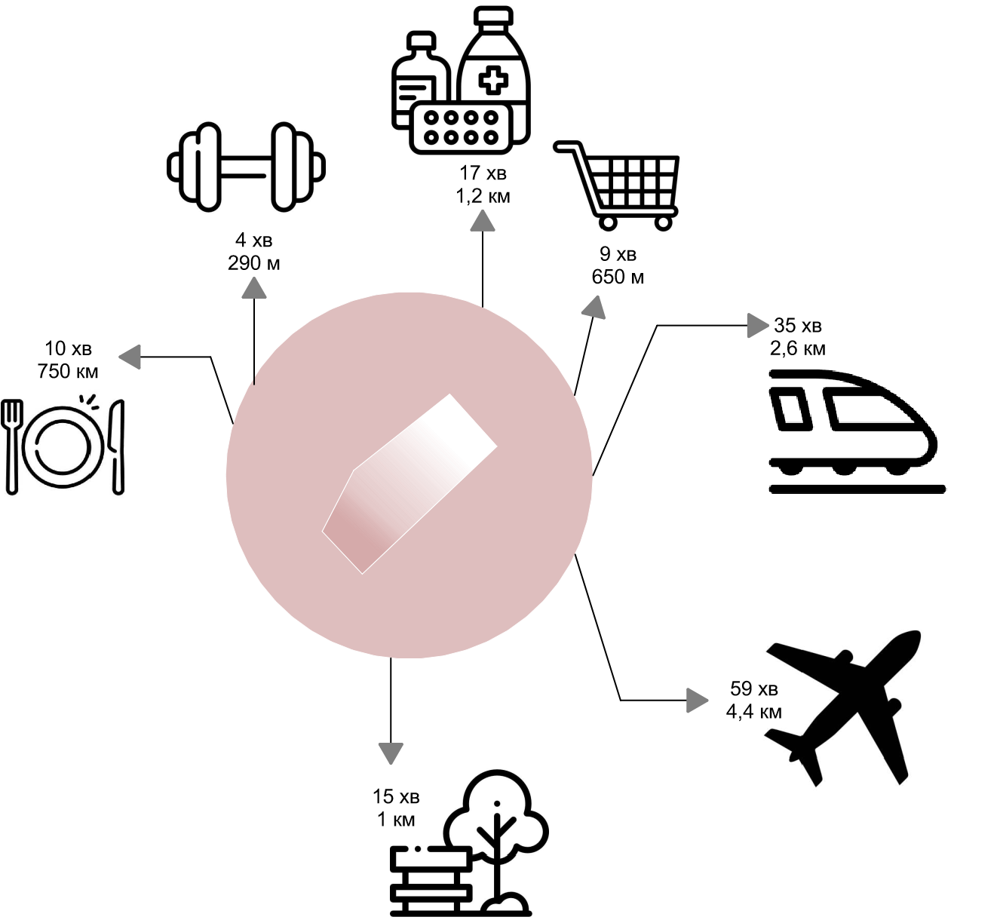 17 хв
1,2 км
4 хв
290 м
9 хв
650 м
35 хв
2,6 км
10 хв
750 км
59 хв
4,4 км
15 хв
1 км